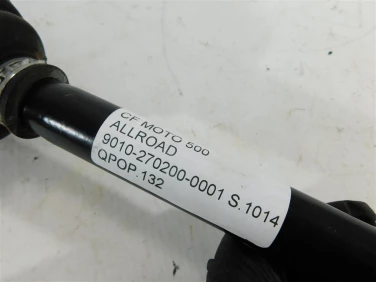 CF MOTO 500
ALLROAD
9010-270200-0001 S.1014
QPOP.132